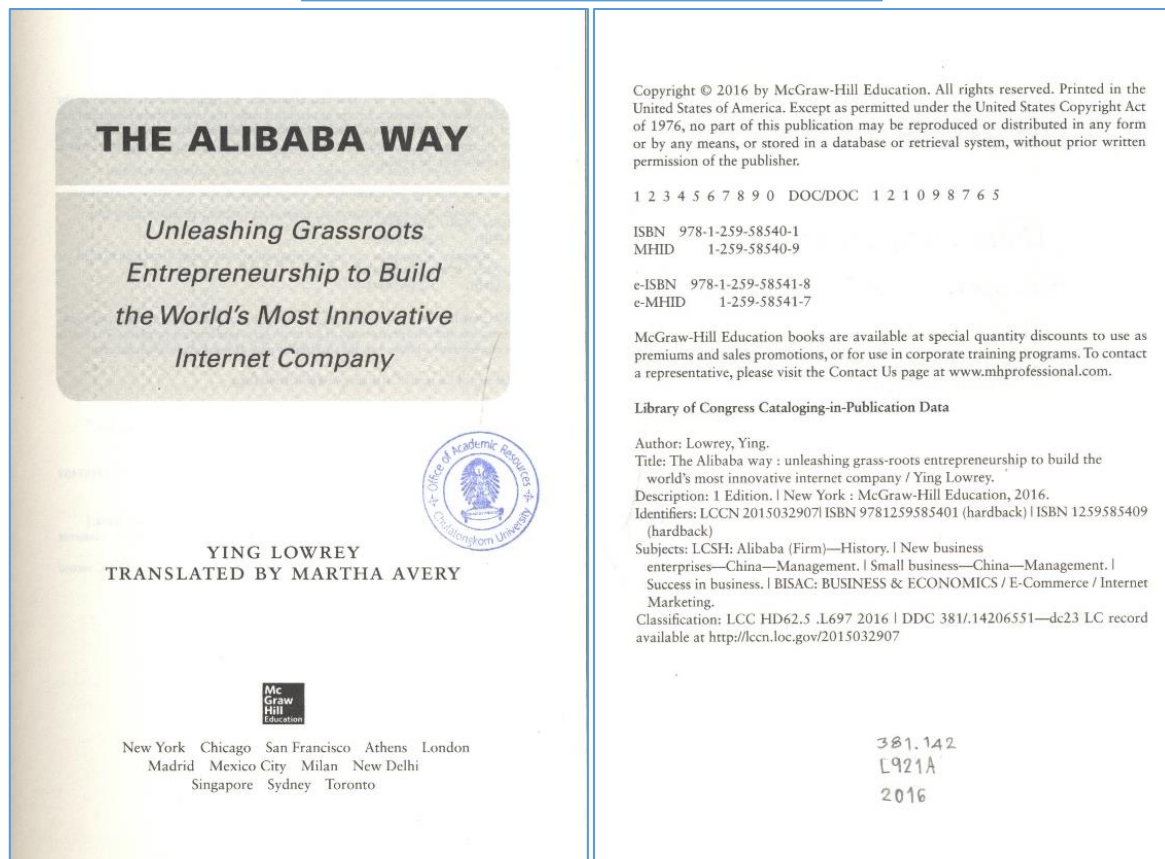 THE ALIBABA WAY
Unleashing Grassroots
Entrepreneurship to Build
the World's Most Innovative
Internet Company
Office of Academic Resources
Chulalongkorn University
YING LOWREY
TRANSLATED BY MARTHA AVERY
Mc
Graw
Hill
Education
New York Chicago San Francisco Athens London
Madrid Mexico City Milan New Delhi
Singapore Sydney Toronto
Copyright © 2016 by McGraw-Hill Education. All rights reserved. Printed in the
United States of America. Except as permitted under the United States Copyright Act
of 1976, no part of this publication may be reproduced or distributed in any form
or by any means, or stored in a database or retrieval system, without prior written
permission of the publisher.
1 2 3 4 5 6 7 8 9 0 DOC/DOC 1 2 1 0 9 8 7 6 5
ISBN 978-1-259-58540-1
MHID 1-259-58540-9
e-ISBN 978-1-259-58541-8
e-MHID 1-259-58541-7
McGraw-Hill Education books are available at special quantity discounts to use as
premiums and sales promotions, or for use in corporate training programs. To contact
a representative, please visit the Contact Us page at www.mhprofessional.com.
Library of Congress Cataloging-in-Publication Data
Author: Lowrey, Ying.
Title: The Alibaba way : unleashing grass-roots entrepreneurship to build the
world's most innovative internet company / Ying Lowrey.
Description: 1 Edition. | New York : McGraw-Hill Education, 2016.
Identifiers: LCCN 2015032907| ISBN 9781259585401 (hardback) | ISBN 1259585409
(hardback)
Subjects: LCSH: Alibaba (Firm)—History. | New business
enterprises—China—Management. | Small business—China—Management. |
Success in business. | BISAC: BUSINESS & ECONOMICS / E-Commerce / Internet
Marketing.
Classification: LCC HD62.5 .L697 2016 | DDC 381/.14206551—dc23 LC record
available at http://lccn.loc.gov/2015032907
381.142
L921A
2016